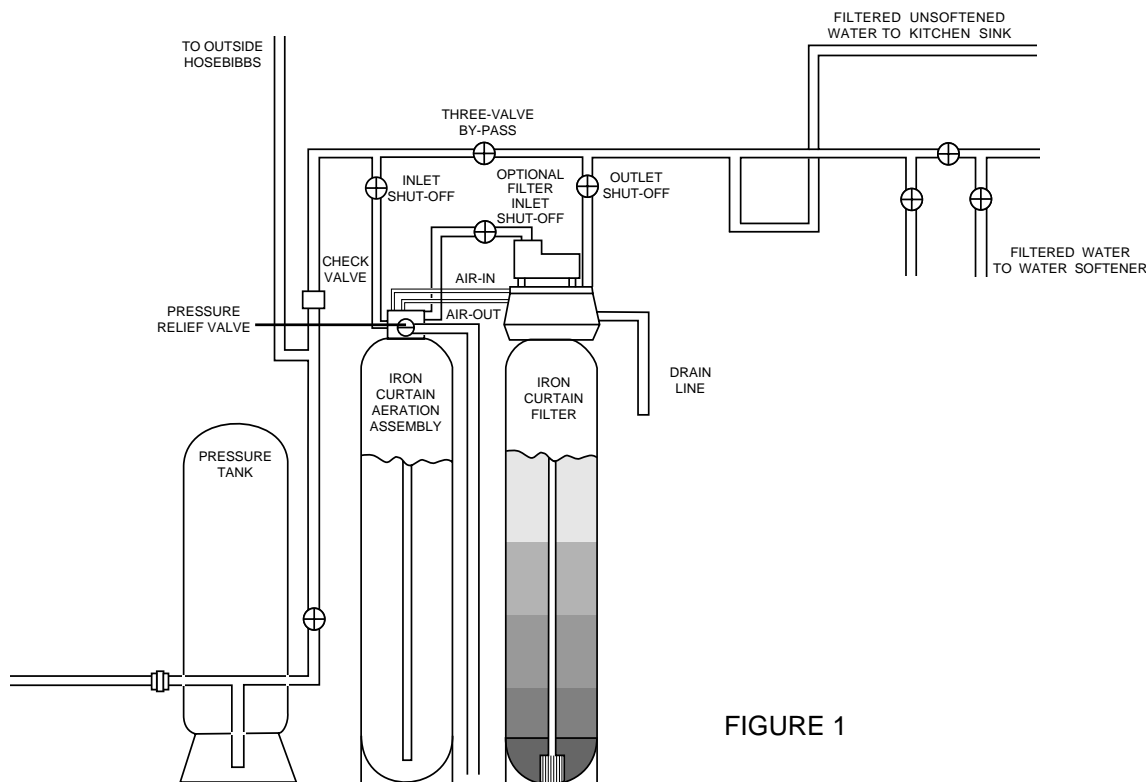 FILTERED UNSOFTENED
WATER TO KITCHEN SINK
TO OUTSIDE
HOSEBIBBS
THREE-VALVE
BY-PASS
INLET
SHUT-OFF
OPTIONAL
FILTER
INLET
SHUT-OFF
OUTLET
SHUT-OFF
FILTERED WATER
TO WATER SOFTENER
CHECK
VALVE
AIR-IN
AIR-OUT
PRESSURE
RELIEF VALVE
DRAIN
LINE
IRON
CURTAIN
AERATION
ASSEMBLY
IRON
CURTAIN
FILTER
PRESSURE
TANK
FIGURE 1